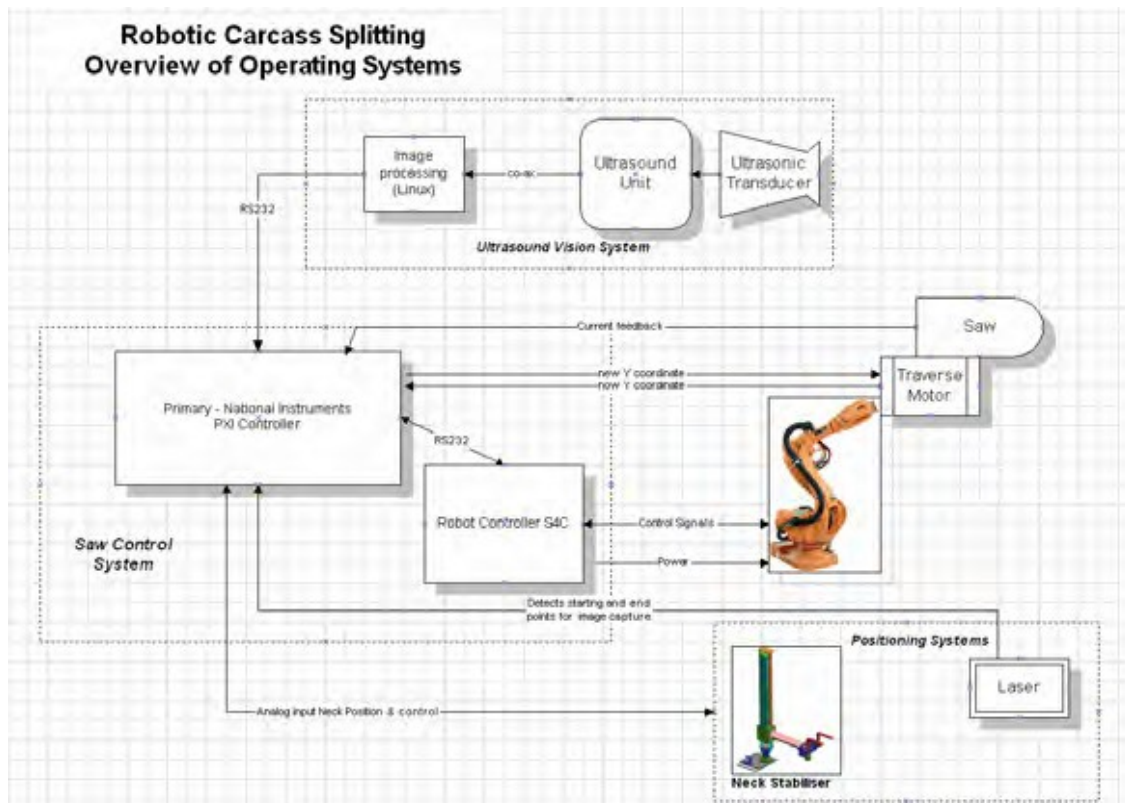 Robotic Carcass Splitting
Overview of Operating Systems
Image
processing
(Linux)
co-ax
Ultrasound
Unit
Ultrasonic
Transducer
RS232
Ultrasound Vision System
Current feedback
Saw
new Y coordinate
now Y coordinate
Traverse
Motor
Primary - National Instruments
PXI Controller
RS232
Robot Controller S4C
Control Signals
Power
Saw Control
System
Detects starting and end
points for image capture
Positioning Systems
Laser
Analog Input Neck Position & control
Neck Stabiliser